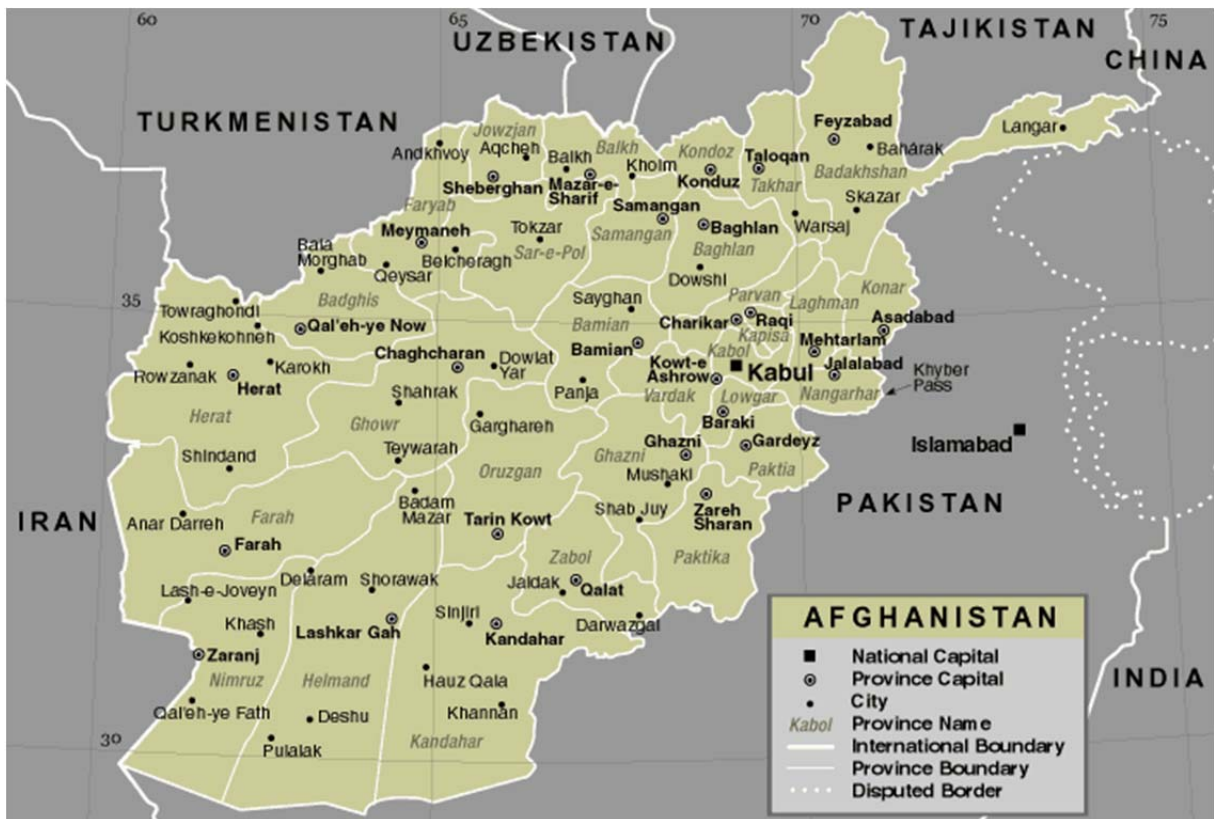 60
65
70
75
UZBEKISTAN
TAJIKISTAN
CHINA
TURKMENISTAN
Jowzjan
Andkhvoy
Aqcheh
Balkh
Balkh
Kholm
Kondoz
Taloqan
Feyzabad
Langar
Baharak
Badakhshan
Sheberghan
Mazar-e-
Sharif
Konduz
Takhar
Skazar
Faryab
Samangan
Warsaj
Meymaneh
Tokzar
Samangan
Baghlan
Bala
Morghab
Belcheragh
Sar-e-Pol
Baghlan
Qeysar
Dowshi
35
Towraghondi
Badghis
Sayghan
Parvan
Laghman
Konar
Koshkekohneh
Qal'eh-ye Now
Bamian
Charikar
Raqi
Kapisa
Asadabad
Chaghcharan
Dowlat
Yar
Bamian
Kabol
Mehtarlam
Rowzanak
Karokh
Herat
Kowt-e
Ashrow
Kabul
Jalalabad
Khyber
Pass
Shahrak
Panja
Vardak
Lowgar
Nangarhar
Herat
Ghowr
Garghareh
Baraki
Islamabad
Shindand
Teywarah
Oruzgan
Ghazni
Ghazni
Gardeyz
Mushaki
Paktia
IRAN
Anar Darreh
Farah
Badam
Mazar
Tarin Kowt
Shab Juy
Zareh
Sharan
PAKISTAN
Farah
Zabol
Paktika
Lash-e-Joveyn
Delaram
Shorawak
Jaldak
Qalat
Khash
Lashkar Gah
Sinjiri
Kandahar
Darwazgai
Zaranj
Nimruz
Helmand
Hauz Qala
Qal'eh-ye Fath
Deshu
Khannan
Pulalak
Kandahar
30
INDIA
AFGHANISTAN
National Capital
Province Capital
City
Kabol Province Name
International Boundary
Province Boundary
Disputed Border